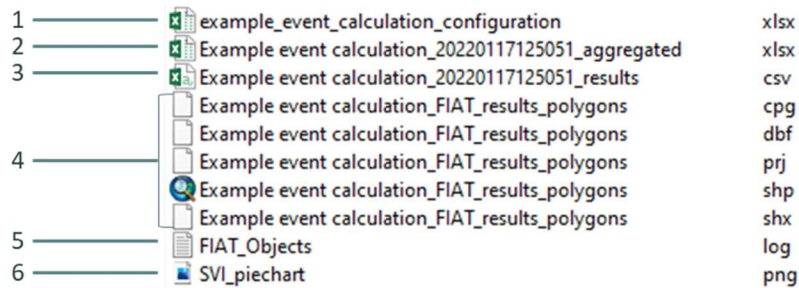 1 example_event_calculation_configuration xlsx
2 Example event calculation_20220117125051_aggregated xlsx
3 Example event calculation_20220117125051_results csv
Example event calculation_FIAT_results_polygons cpg
Example event calculation_FIAT_results_polygons dbf
4 Example event calculation_FIAT_results_polygons prj
Example event calculation_FIAT_results_polygons shp
Example event calculation_FIAT_results_polygons shx
5 FIAT_Objects log
6 SVI_piechart png